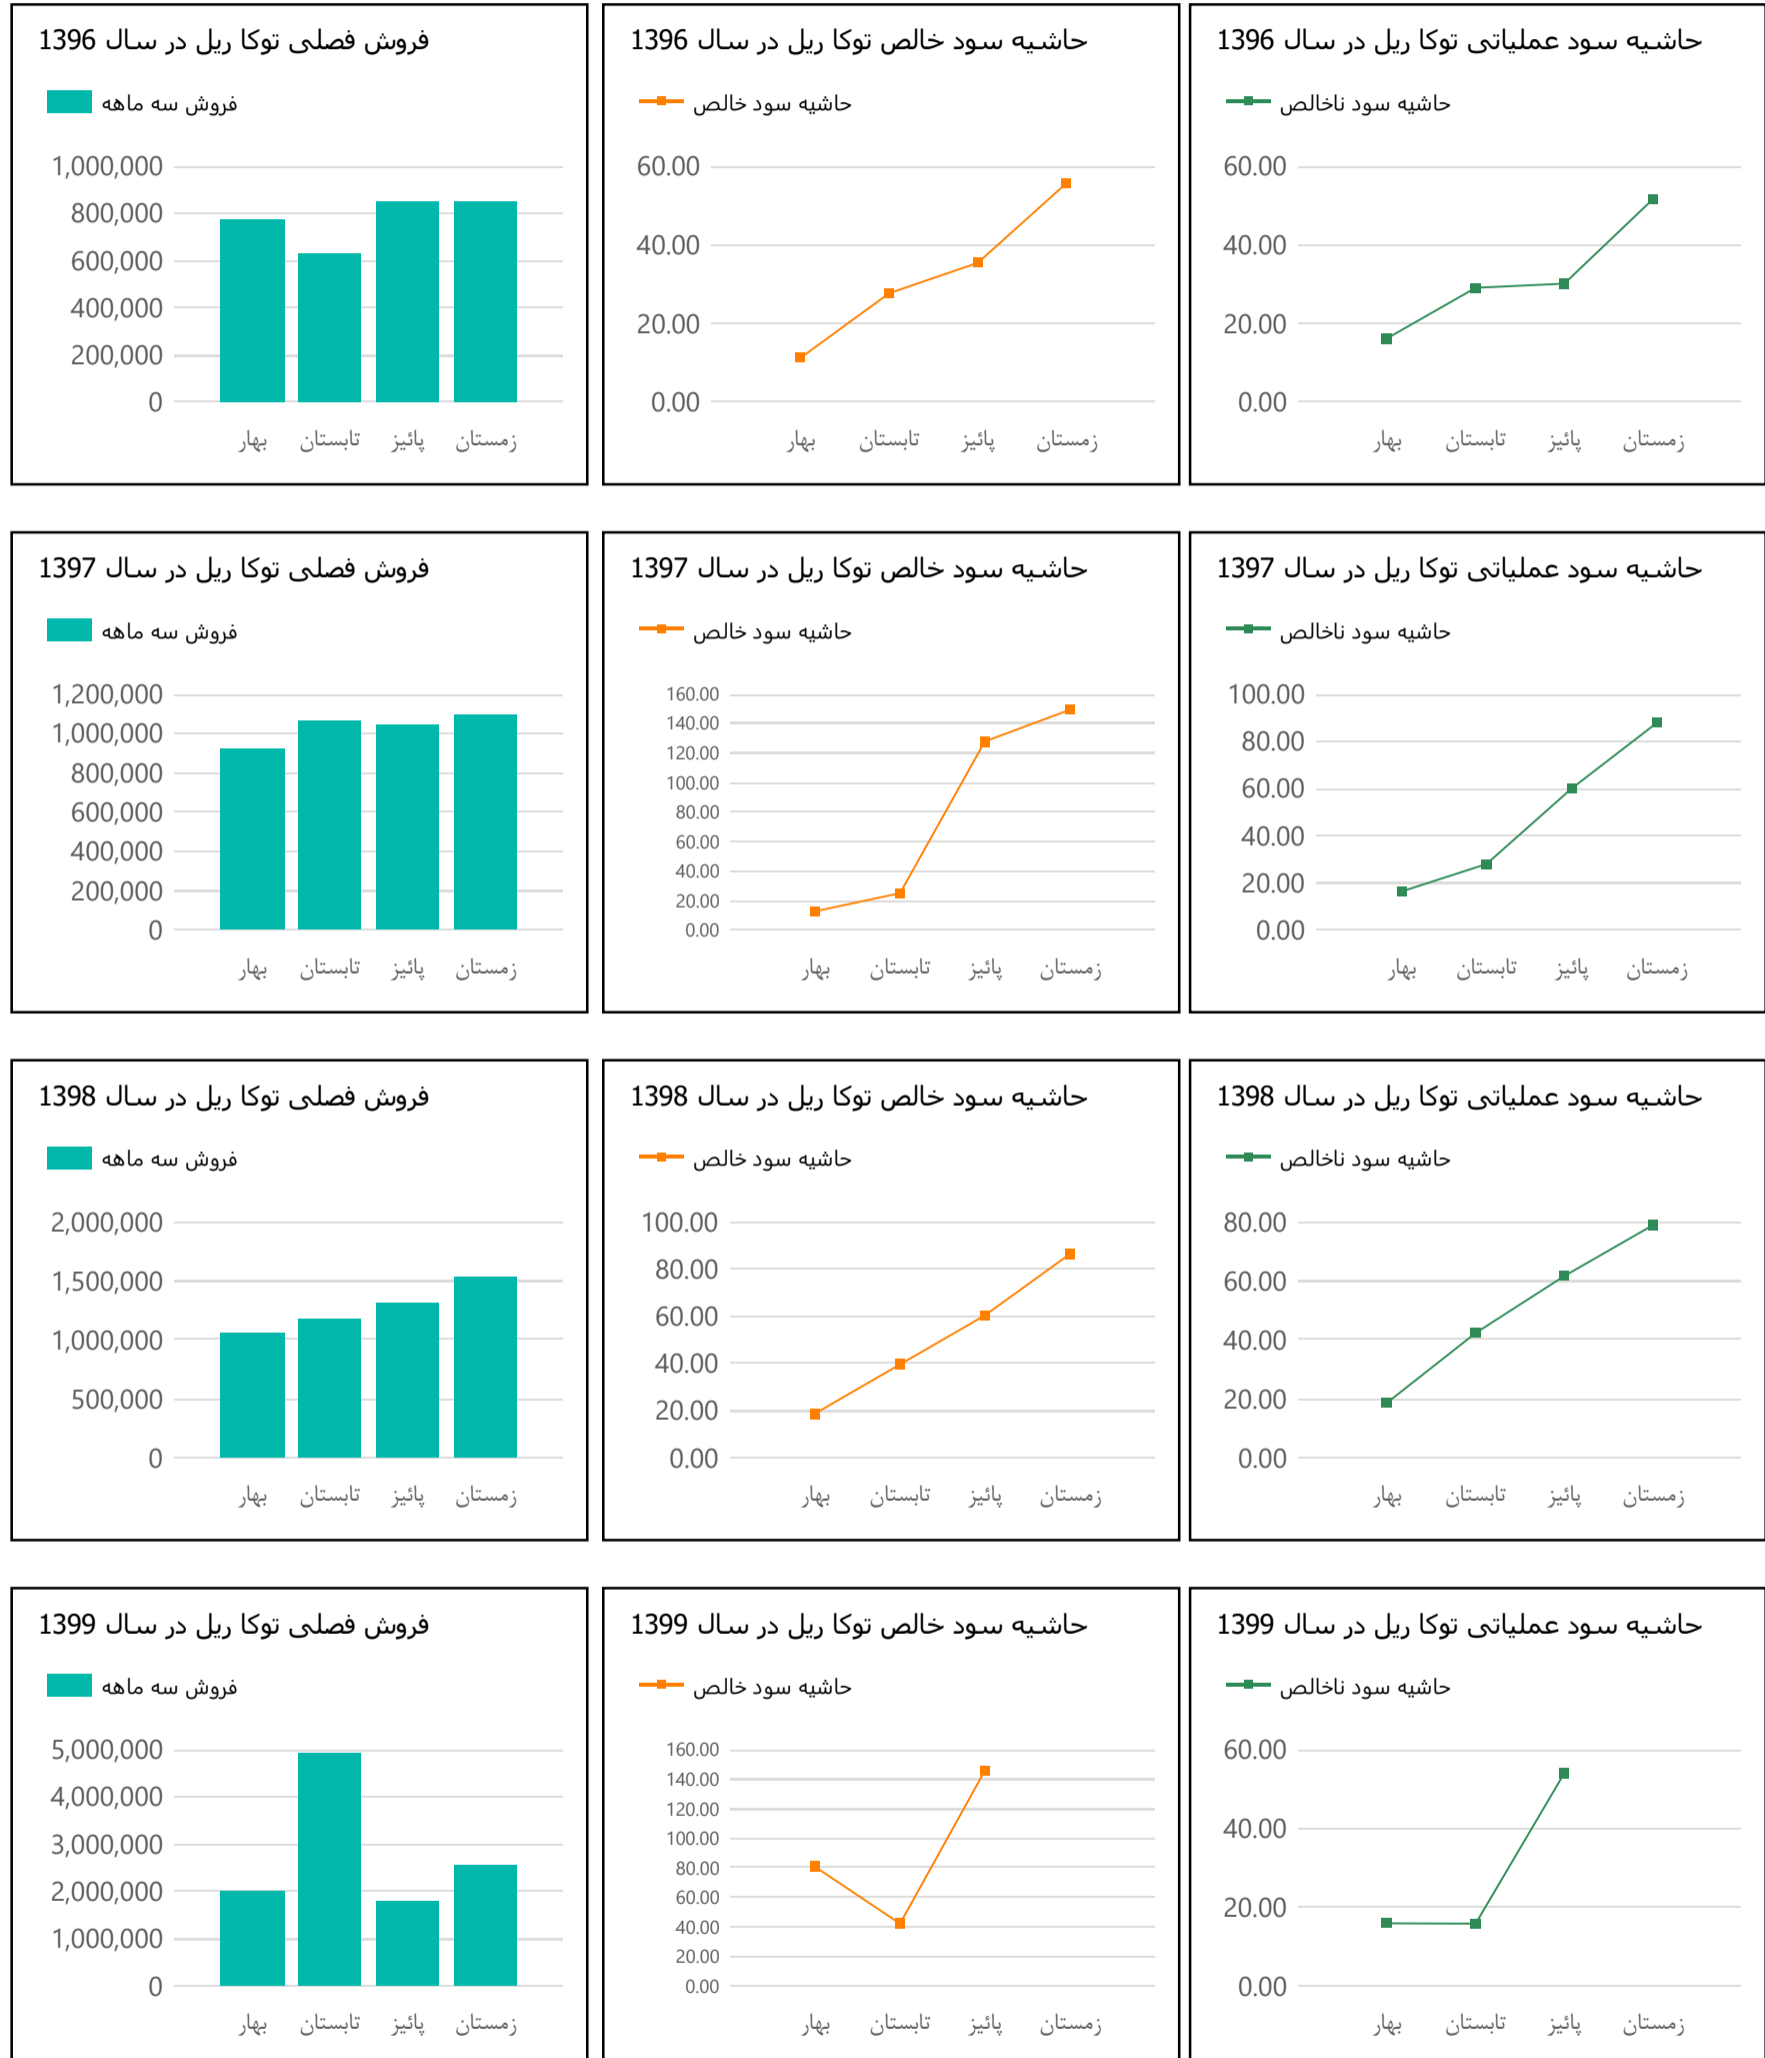 فروش فصلی توکا ریل در سال 1396
فروش سه ماهه
1,000,000
800,000
600,000
400,000
200,000
0
بهار تابستان پائیز زمستان
حاشیه سود خالص توکا ریل در سال 1396
حاشیه سود خالص
60.00
40.00
20.00
0.00
بهار تابستان پائیز زمستان
حاشیه سود عملیاتی توکا ریل در سال 1396
حاشیه سود ناخالص
60.00
40.00
20.00
0.00
بهار تابستان پائیز زمستان
فروش فصلی توکا ریل در سال 1397
فروش سه ماهه
1,200,000
1,000,000
800,000
600,000
400,000
200,000
0
بهار تابستان پائیز زمستان
حاشیه سود خالص توکا ریل در سال 1397
حاشیه سود خالص
160.00
140.00
120.00
100.00
80.00
60.00
40.00
20.00
0.00
بهار تابستان پائیز زمستان
حاشیه سود عملیاتی توکا ریل در سال 1397
حاشیه سود ناخالص
100.00
80.00
60.00
40.00
20.00
0.00
بهار تابستان پائیز زمستان
فروش فصلی توکا ریل در سال 1398
فروش سه ماهه
2,000,000
1,500,000
1,000,000
500,000
0
بهار تابستان پائیز زمستان
حاشیه سود خالص توکا ریل در سال 1398
حاشیه سود خالص
100.00
80.00
60.00
40.00
20.00
0.00
بهار تابستان پائیز زمستان
حاشیه سود عملیاتی توکا ریل در سال 1398
حاشیه سود ناخالص
80.00
60.00
40.00
20.00
0.00
بهار تابستان پائیز زمستان
فروش فصلی توکا ریل در سال 1399
فروش سه ماهه
5,000,000
4,000,000
3,000,000
2,000,000
1,000,000
0
بهار تابستان پائیز زمستان
حاشیه سود خالص توکا ریل در سال 1399
حاشیه سود خالص
160.00
140.00
120.00
100.00
80.00
60.00
40.00
20.00
0.00
بهار تابستان پائیز زمستان
حاشیه سود عملیاتی توکا ریل در سال 1399
حاشیه سود ناخالص
60.00
40.00
20.00
0.00
بهار تابستان پائیز زمستان